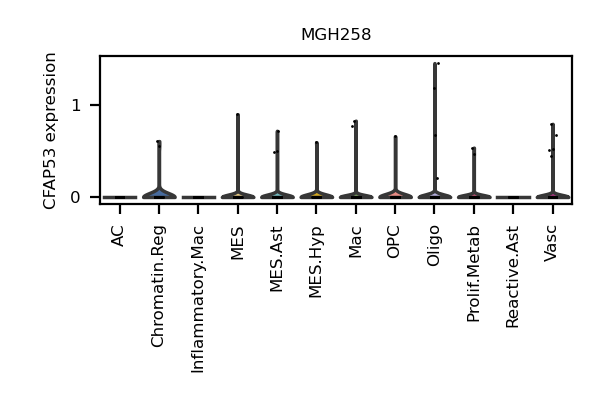 MGH258
CFAP53 expression
1
0
AC
Chromatin.Reg
Inflammatory.Mac
MES
MES.Ast
MES.Hyp
Mac
OPC
Oligo
Prolif.Metab
Reactive.Ast
Vasc